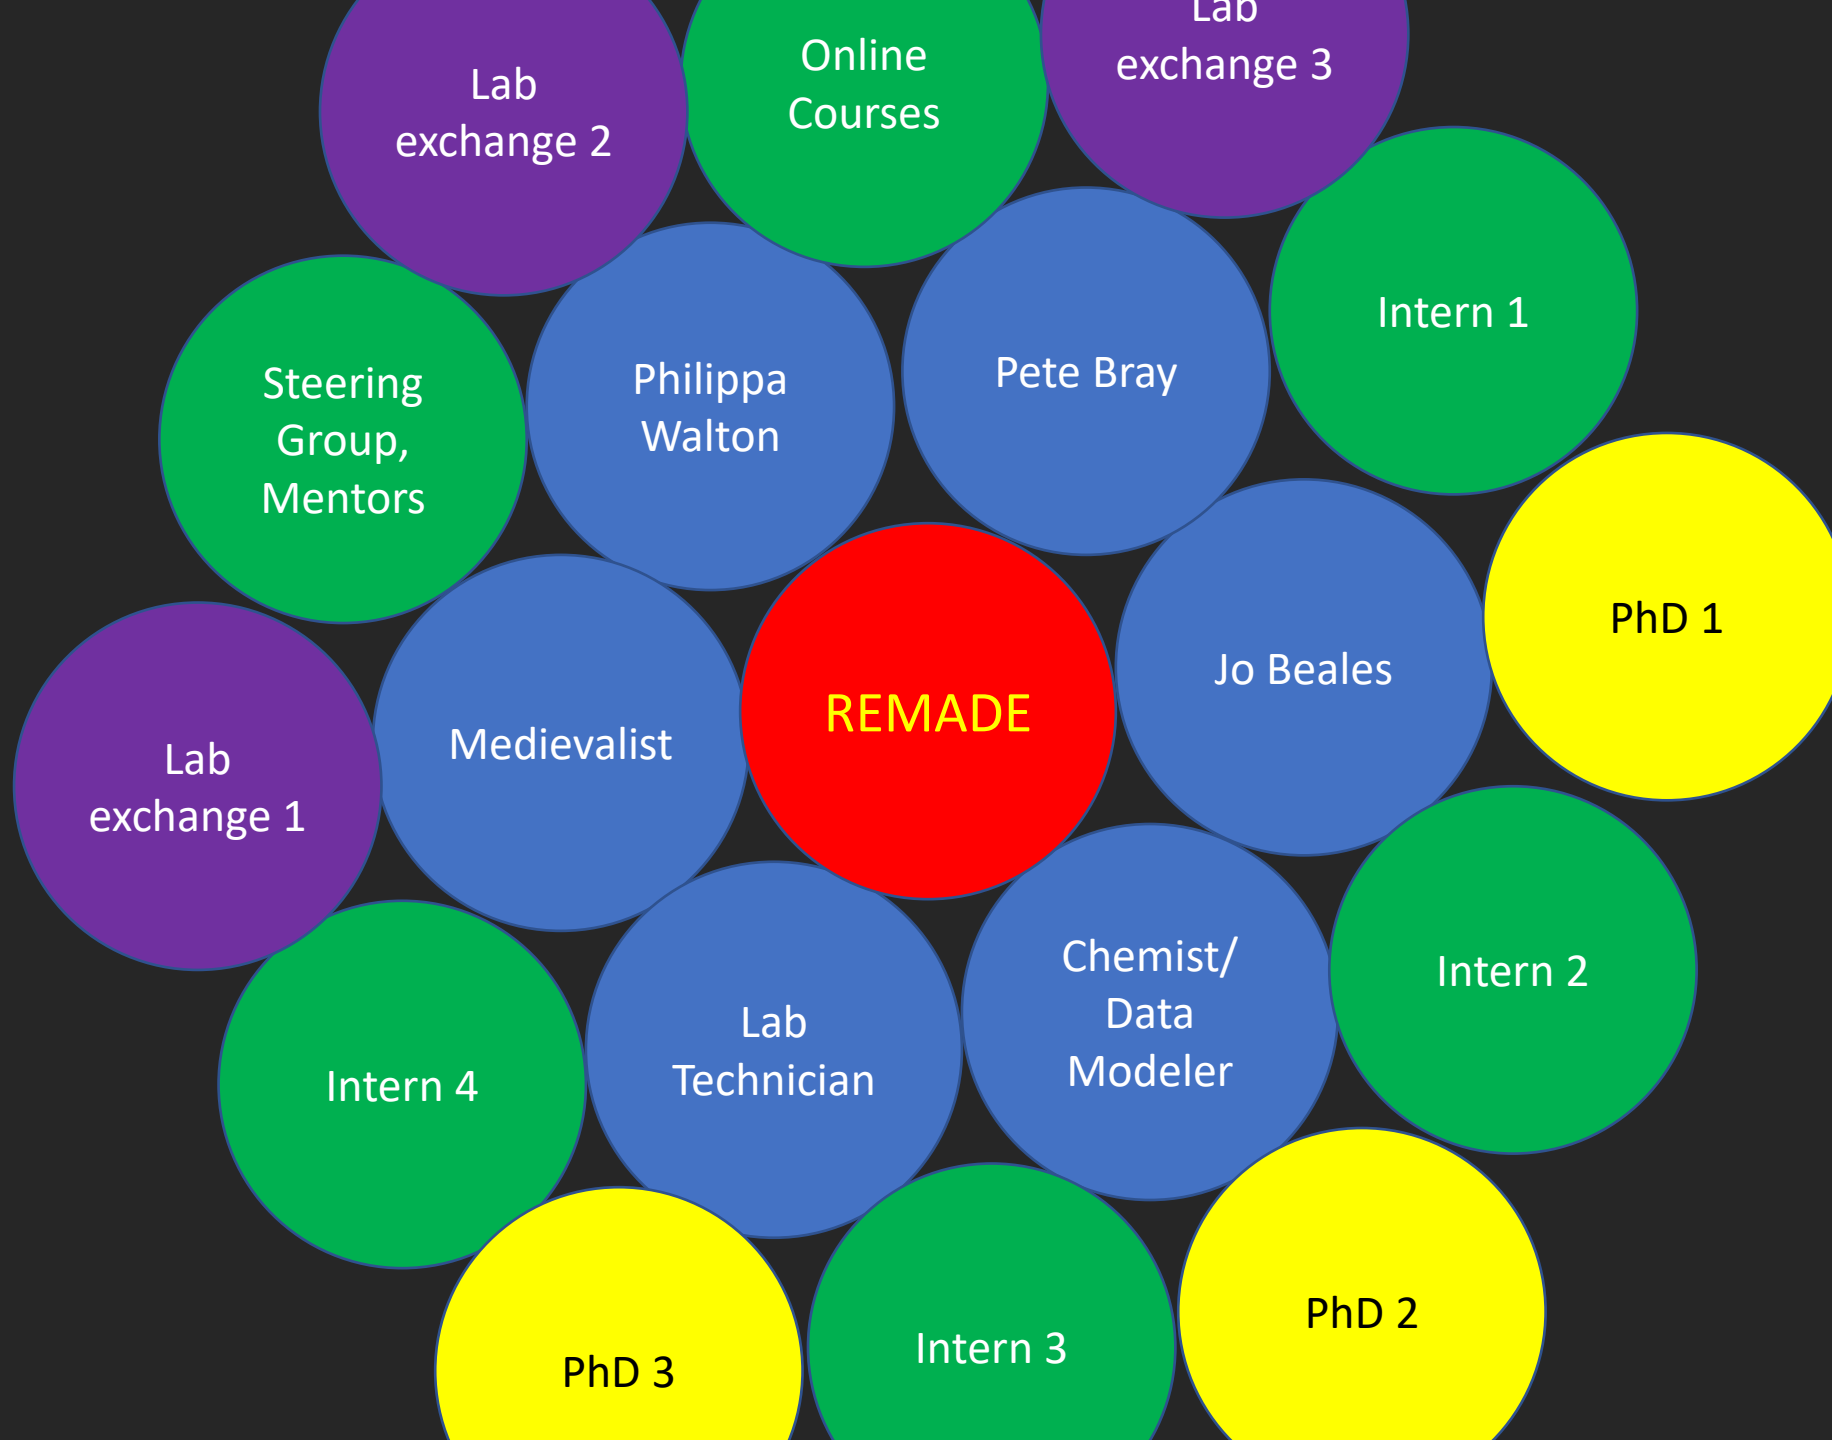 Lab
exchange 2
Online
Courses
Lab
exchange 3
Intern 1
Steering
Group,
Mentors
Philippa
Walton
Pete Bray
PhD 1
Jo Beales
REMADE
Medievalist
Lab
exchange 1
Intern 2
Chemist/
Data
Modeler
Lab
Technician
Intern 4
PhD 2
Intern 3
PhD 3